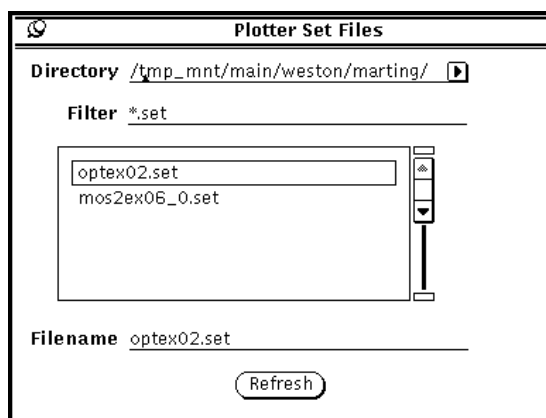 Plotter Set Files
Directory /tmp_mnt/main/weston/marting/
Filter *.set
optex02.set
mos2ex06_0.set
Filename optex02.set
Refresh